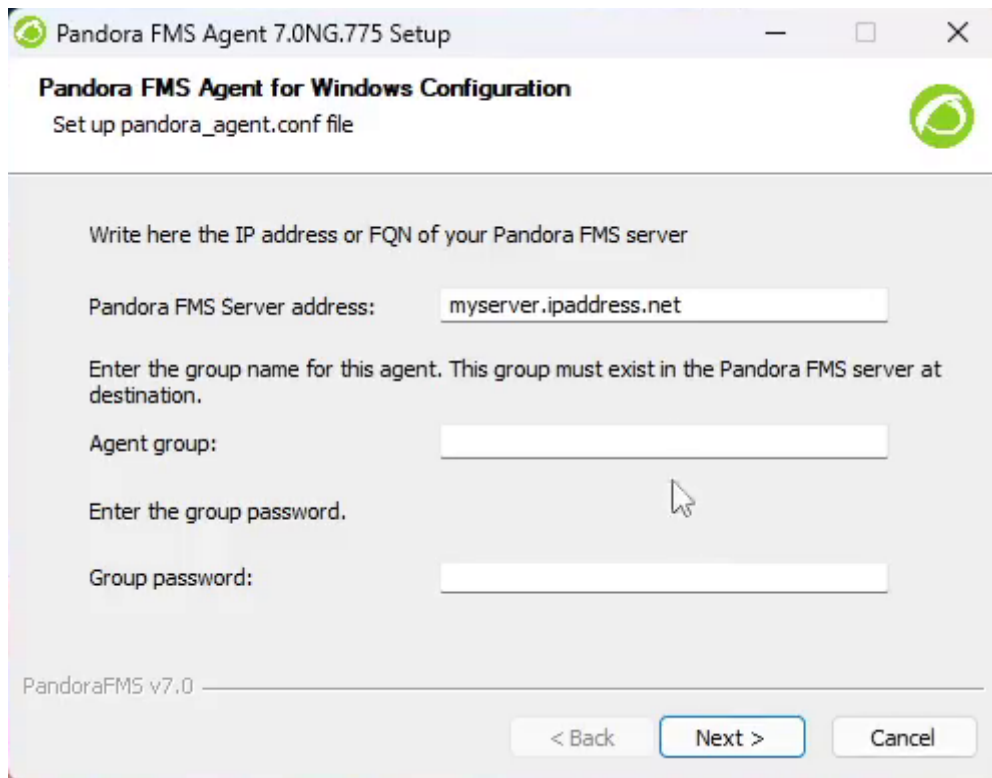 Pandora FMS Agent 7.0NG.775 Setup
Pandora FMS Agent for Windows Configuration
Set up pandora_agent.conf file
Write here the IP address or FQN of your Pandora FMS server
Pandora FMS Server address: myserver.ipaddress.net
Enter the group name for this agent. This group must exist in the Pandora FMS server at
destination.
Agent group:
Enter the group password.
Group password:
PandoraFMS v7.0
< Back Next > Cancel